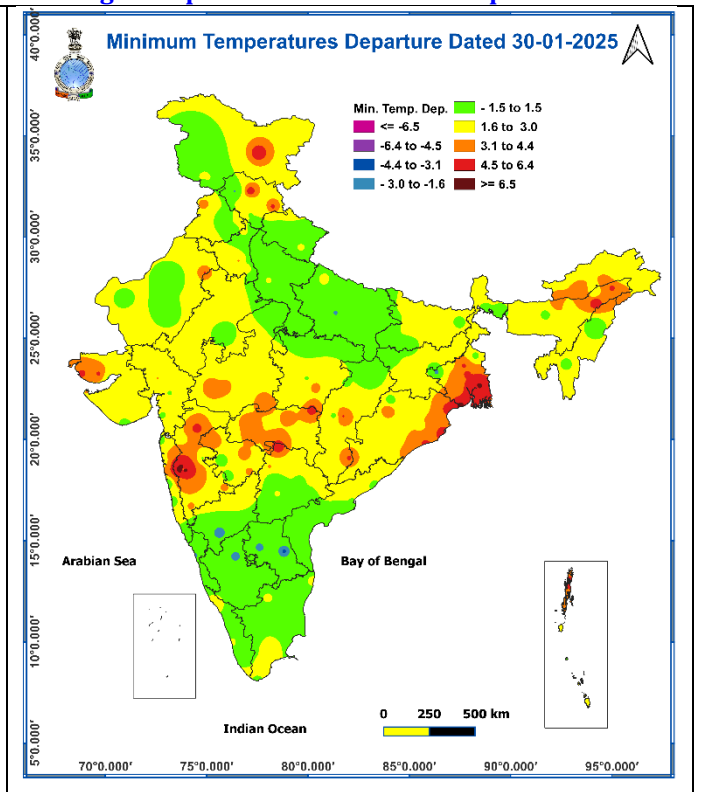 Minimum Temperatures Departure Dated 30-01-2025
Min. Temp. Dep.
<= -6.5
-6.4 to -4.5
-4.4 to -3.1
- 3.0 to -1.6
- 1.5 to 1.5
1.6 to 3.0
3.1 to 4.4
4.5 to 6.4
>= 6.5
40°0.000'
35°0.000'
30°0.000'
25°0.000'
20°0.000'
15°0.000'
10°0.000'
5°0.000'
Arabian Sea
Bay of Bengal
Indian Ocean
0 250 500 km
70°0.000' 75°0.000' 80°0.000' 85°0.000' 90°0.000' 95°0.000'